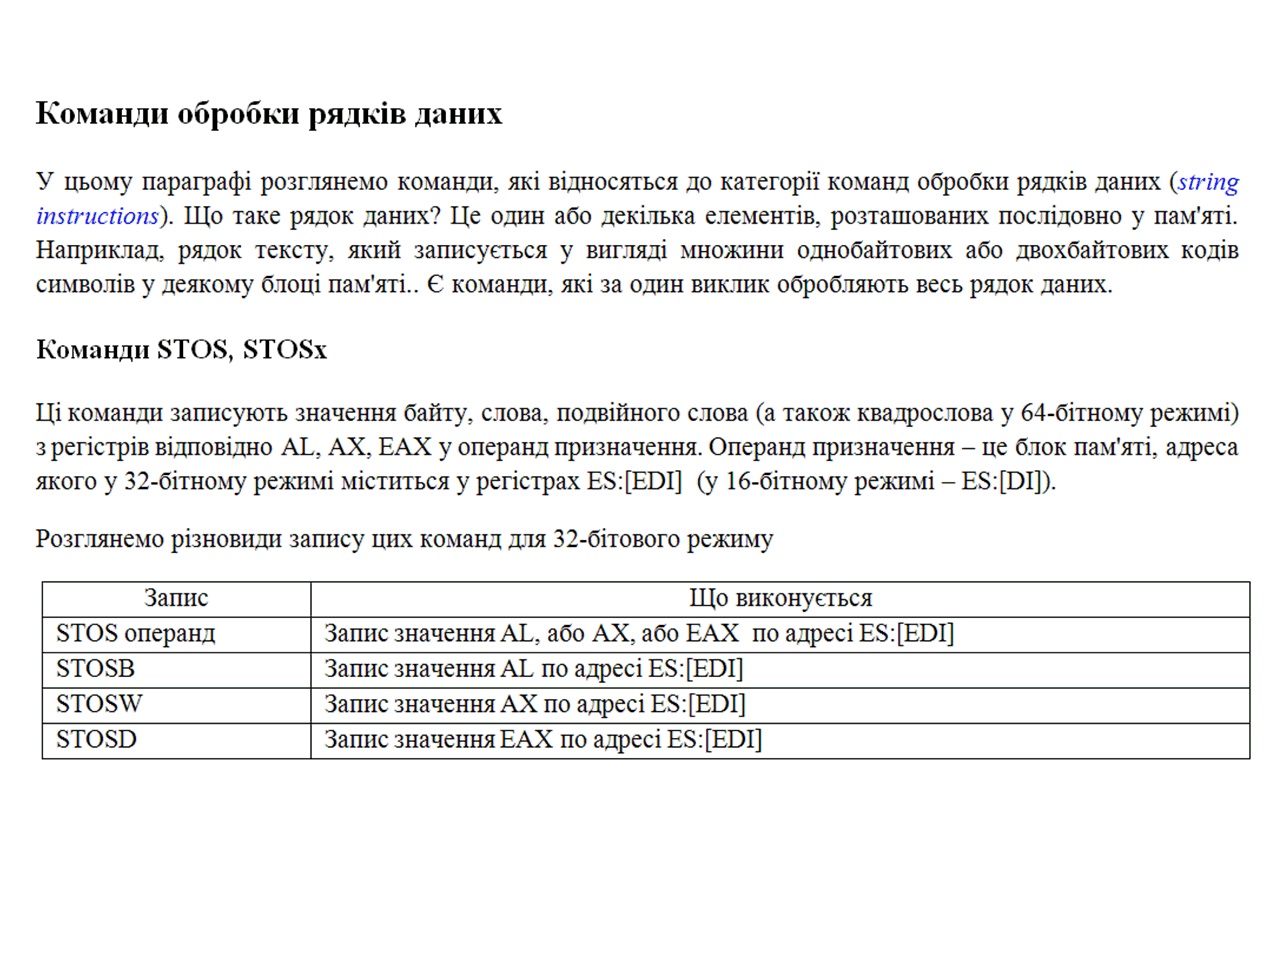 Команди обробки рядків даних
У цьому параграфі розглянемо команди, які відносяться до категорії команд обробки рядків даних (string
instructions). Що таке рядок даних? Це один або декілька елементів, розташованих послідовно у пам'яті.
Наприклад, рядок тексту, який записується у вигляді множини однобайтових або двохбайтових кодів
символів у деякому блоці пам'яті.. Є команди, які за один виклик обробляють весь рядок даних.
Команди STOS, STOSx
Ці команди записують значення байту, слова, подвійного слова (а також квадрослова у 64-бітному режимі)
з регістрів відповідно AL, AX, EAX у операнд призначення. Операнд призначення – це блок пам'яті, адреса
якого у 32-бітному режимі міститься у регістрах ES:[EDI] (у 16-бітному режимі – ES:[DI]).
Розглянемо різновиди запису цих команд для 32-бітового режиму
Запис Що виконується
STOS операнд Запис значення AL, або AX, або EAX по адресі ES:[EDI]
STOSB Запис значення AL по адресі ES:[EDI]
STOSW Запис значення AX по адресі ES:[EDI]
STOSD Запис значення EAX по адресі ES:[EDI]